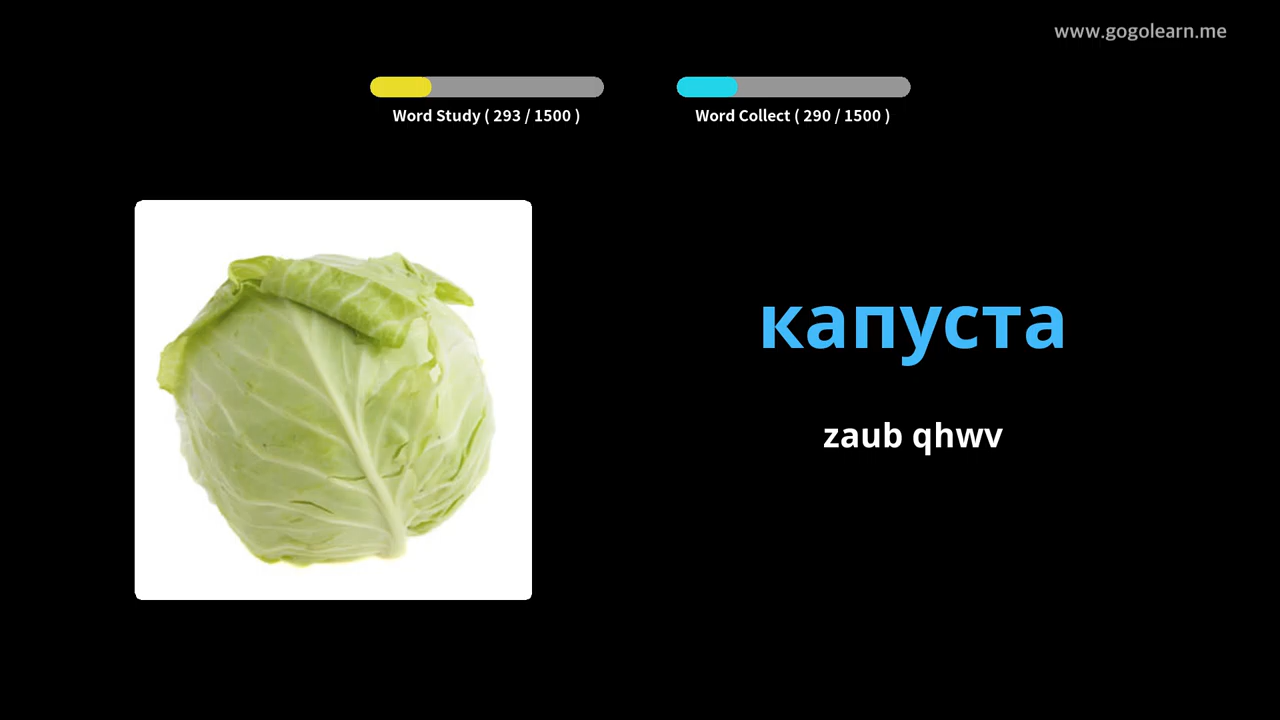 www.gogolearn.me
Word Study ( 293 / 1500 )
Word Collect ( 290 / 1500 )
капуста
zaub qhwv